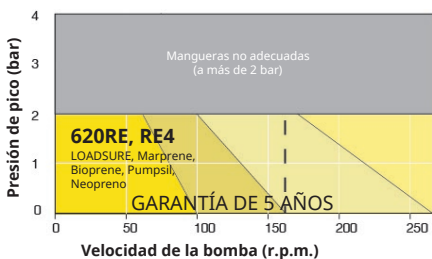 Presión de pico (bar)
4
3
2
1
0
Mangueras no adecuadas
(a más de 2 bar)
620RE, RE4
LOADSURE, Marprene,
Bioprene, Pumpsil,
Neopreno
GARANTÍA DE 5 AÑOS
0 50 100 150 200 250
Velocidad de la bomba (r.p.m.)